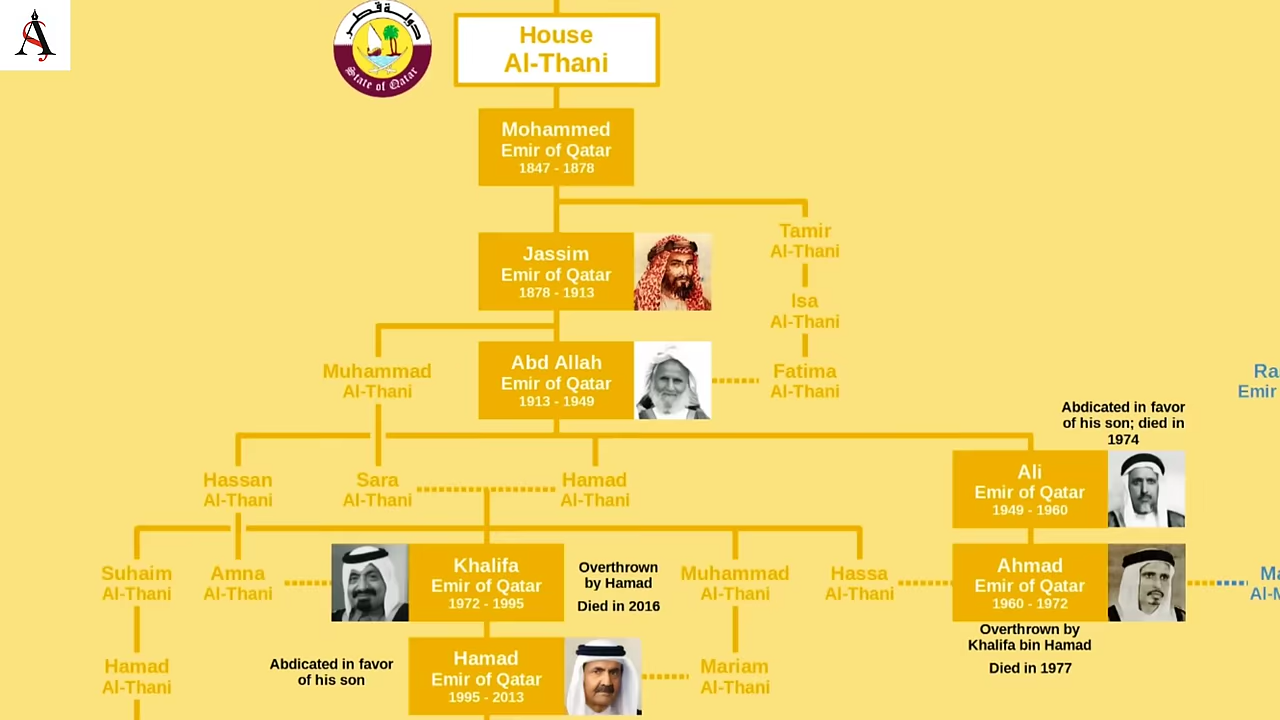 دولة قطر
State of Qatar
House
Al-Thani
Mohammed
Emir of Qatar
1847 - 1878
Jassim
Emir of Qatar
1878 - 1913
Tamir
Al-Thani
Isa
Al-Thani
Muhammad
Al-Thani
Abd Allah
Emir of Qatar
1913 - 1949
Fatima
Al-Thani
Abdicated in favor
of his son; died in
1974
Hassan
Al-Thani
Sara
Al-Thani
Hamad
Al-Thani
Ali
Emir of Qatar
1949 - 1960
Suhaim
Al-Thani
Amna
Al-Thani
Khalifa
Emir of Qatar
1972 - 1995
Overthrown
by Hamad
Died in 2016
Muhammad
Al-Thani
Hassa
Al-Thani
Ahmad
Emir of Qatar
1960 - 1972
Overthrown by
Khalifa bin Hamad
Died in 1977
Hamad
Al-Thani
Abdicated in favor
of his son
Hamad
Emir of Qatar
1995 - 2013
Mariam
Al-Thani
Emir